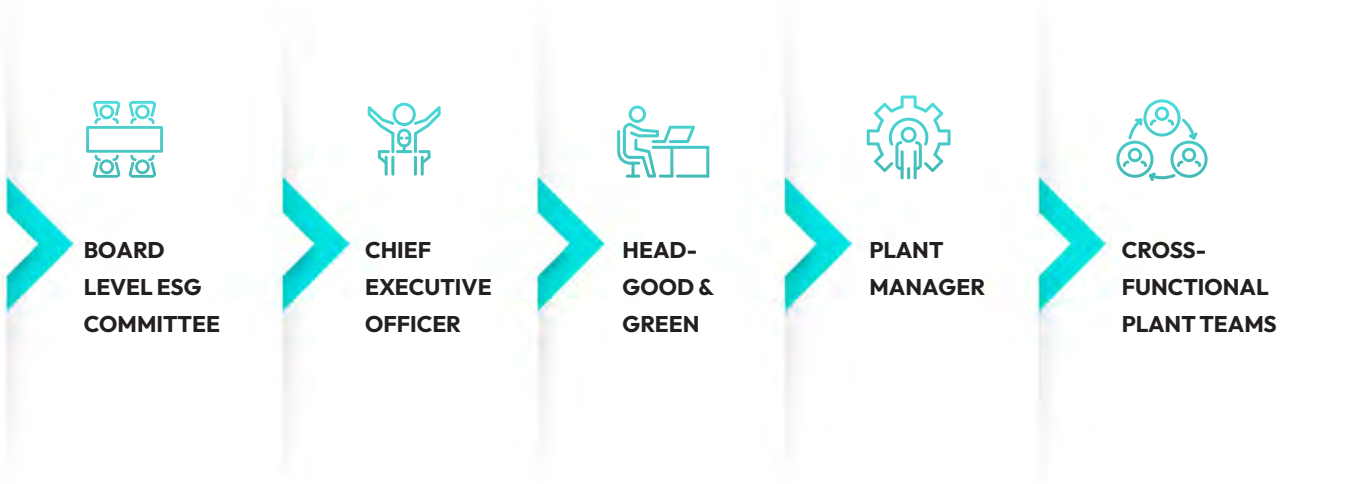 BOARD
LEVEL ESG
COMMITTEE
CHIEF
EXECUTIVE
OFFICER
HEAD-
GOOD &
GREEN
PLANT
MANAGER
CROSS-
FUNCTIONAL
PLANT TEAMS